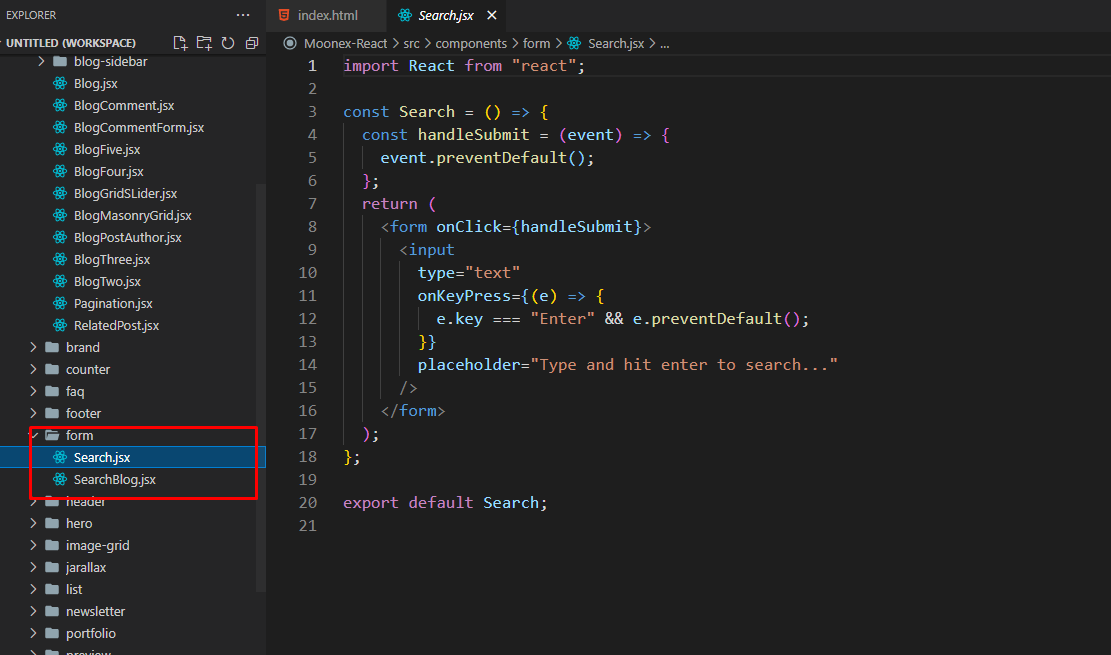 EXPLORER
UNTITLED (WORKSPACE)
blog-sidebar
Blog.jsx
BlogComment.jsx
BlogCommentForm.jsx
BlogFive.jsx
BlogFour.jsx
BlogGridSLider.jsx
BlogMasonryGrid.jsx
BlogPostAuthor.jsx
BlogThree.jsx
BlogTwo.jsx
Pagination.jsx
RelatedPost.jsx
brand
counter
faq
footer
form
Search.jsx
SearchBlog.jsx
header
hero
image-grid
jarallax
list
newsletter
portfolio
preview
index.html
Search.jsx
Moonex-React > src > components > form > Search.jsx > ...
1 import React from "react";
2
3 const Search = () => {
4 const handleSubmit = (event) => {
5 event.preventDefault();
6 };
7 return (
8 <form onClick={handleSubmit}>
9 <input
10 type="text"
11 onKeyPress={(e) => {
12 e.key === "Enter" && e.preventDefault();
13 }}
14 placeholder="Type and hit enter to search..."
15 />
16 </form>
17 );
18 };
19
20 export default Search;
21